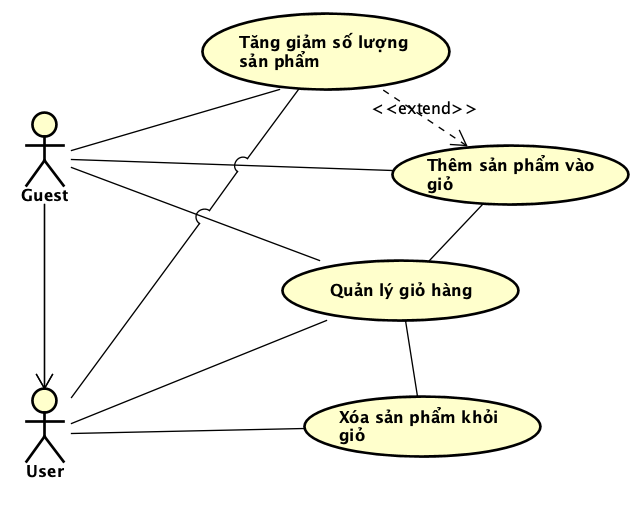 Tăng giảm số lượng
sản phẩm
<<extend>>
Guest
Thêm sản phẩm vào
giỏ
Quản lý giỏ hàng
Xóa sản phẩm khỏi
giỏ
User